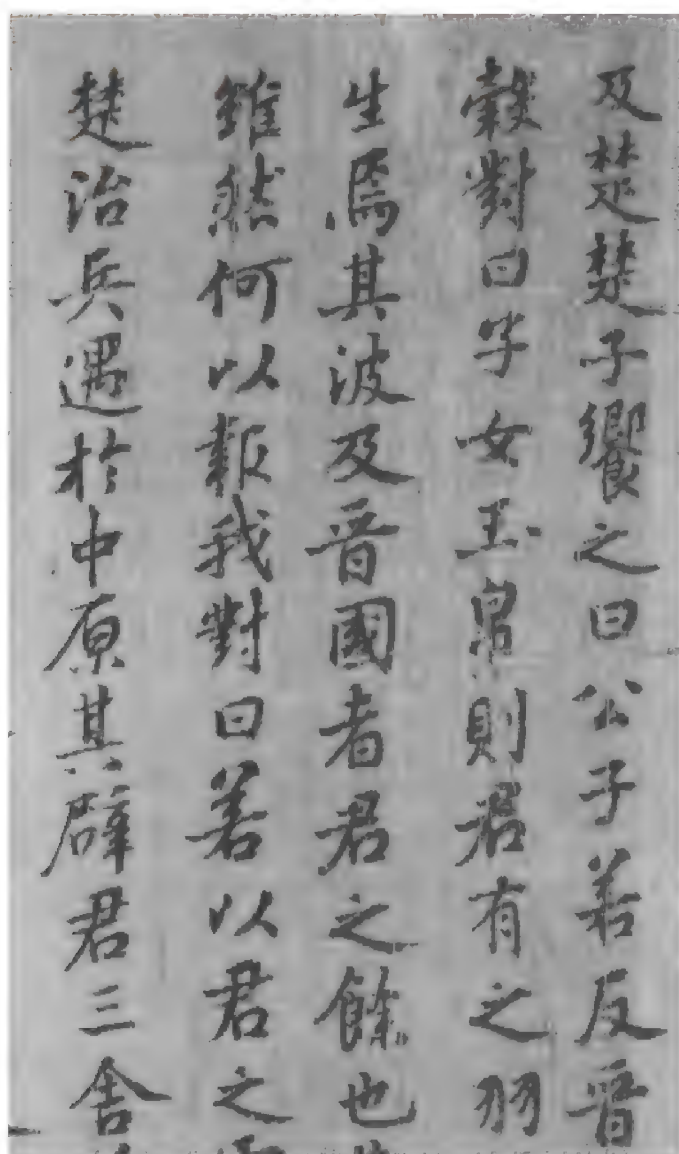 及楚楚子饗之曰公子若反晋
穀對曰子女玉帛則君有之羽
生焉其波及晋國者君之餘也
雖然何以報我對曰若以君之
楚治兵遇於中原其辟君三舍